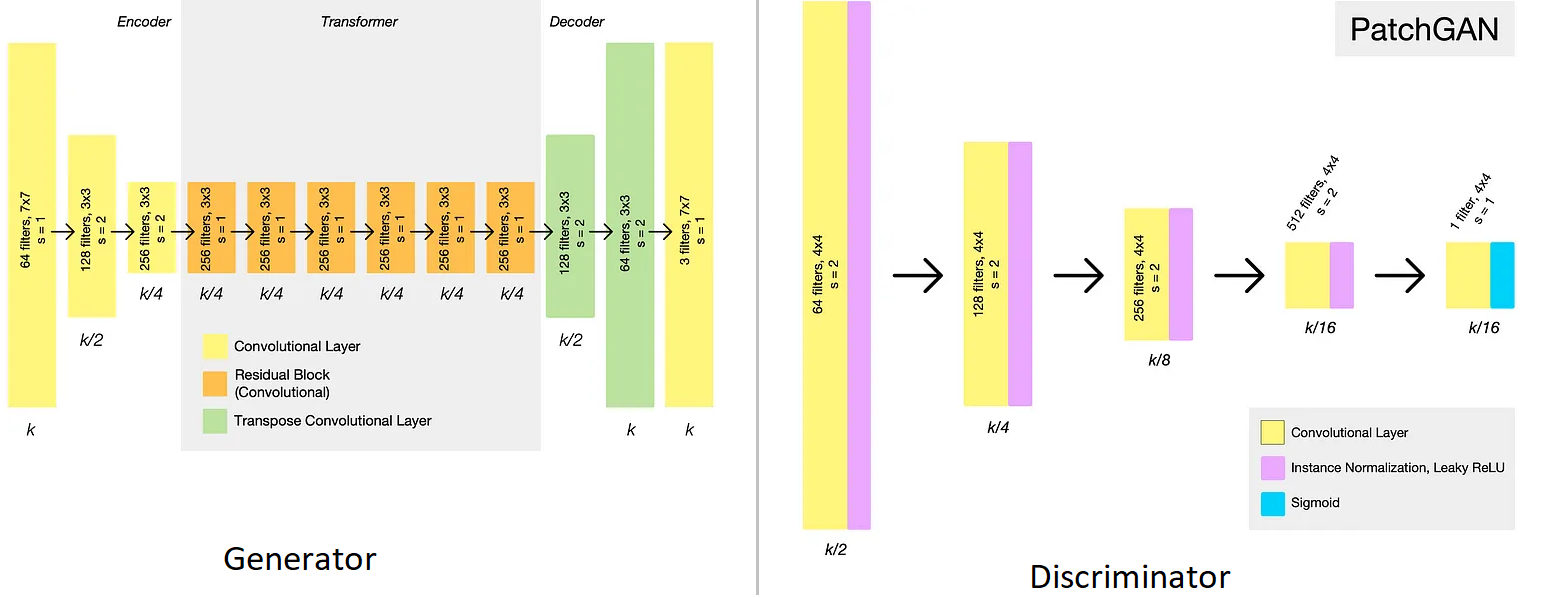 Encoder
Transformer
Decoder
64 filters, 7x7
s = 1
128 filters, 3x3
s = 2
256 filters, 3x3
s = 2
256 filters, 3x3
s = 1
256 filters, 3x3
s = 1
256 filters, 3x3
s = 1
256 filters, 3x3
s = 1
256 filters, 3x3
s = 1
256 filters, 3x3
s = 1
128 filters, 3x3
s = 2
64 filters, 3x3
s = 2
3 filters, 7x7
s = 1
k
k/2
k/4
k/4
k/4
k/4
k/4
k/4
k/4
k/2
k
k
Convolutional Layer
Residual Block
(Convolutional)
Transpose Convolutional Layer
Generator
PatchGAN
64 filters, 4x4
s = 2
128 filters, 4x4
s = 2
256 filters, 4x4
s = 2
512 filters, 4x4
s = 2
1 filter, 4x4
s = 1
k/2
k/4
k/8
k/16
k/16
Convolutional Layer
Instance Normalization, Leaky ReLU
Sigmoid
Discriminator